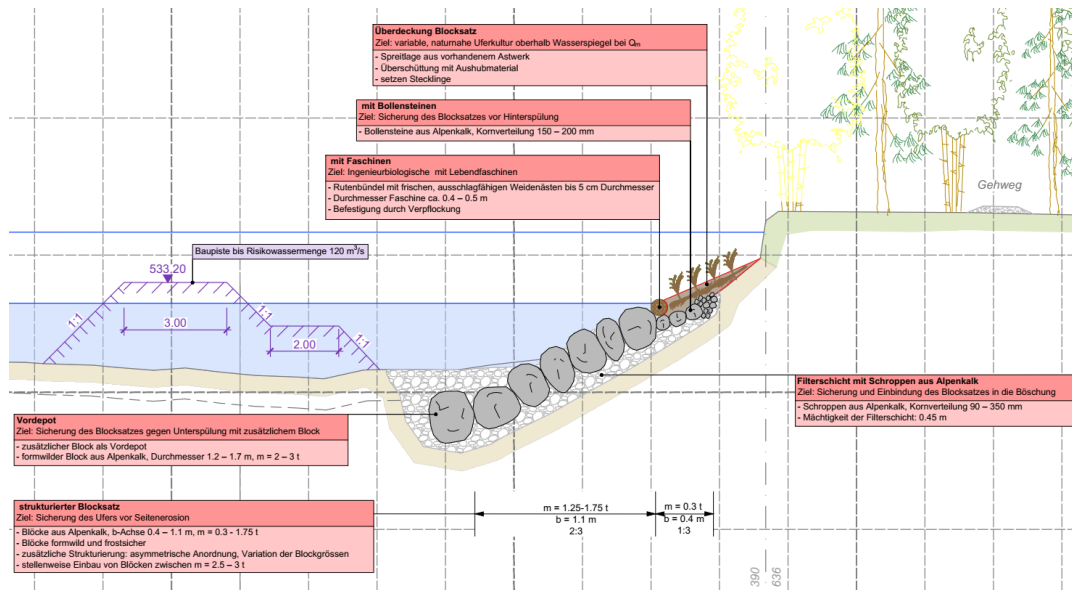 Überdeckung Blocksatz
Ziel: variable, naturnahe Uferkultur oberhalb Wasserspiegel bei Qm
- Spreitlage aus vorhandenem Astwerk
- Überschüttung mit Aushubmaterial
- setzen Stecklinge
mit Bollensteinen
Ziel: Sicherung des Blocksatzes vor Hinterspülung
- Bollensteine aus Alpenkalk, Kornverteilung 150 – 200 mm
mit Faschinen
Ziel: Ingenieurbiologische mit Lebendfaschinen
- Rutenbündel mit frischen, ausschlagfähigen Weidenästen bis 5 cm Durchmesser
- Durchmesser Faschine ca. 0.4 – 0.5 m
- Befestigung durch Verpflockung
Gehweg
Baupiste bis Risikowassermenge 120 m³/s
533.20
1:1
3.00
1:1
2.00
1:1
Filterschicht mit Schroppen aus Alpenkalk
Ziel: Sicherung und Einbindung des Blocksatzes in die Böschung
- Schroppen aus Alpenkalk, Kornverteilung 90 – 350 mm
- Mächtigkeit der Filterschicht: 0.45 m
Vordepot
Ziel: Sicherung des Blocksatzes gegen Unterspülung mit zusätzlichem Block
- zusätzlicher Block als Vordepot
- formwilder Block aus Alpenkalk, Durchmesser 1.2 – 1.7 m, m = 2 – 3 t
strukturierter Blocksatz
Ziel: Sicherung des Ufers vor Seitenerosion
- Blöcke aus Alpenkalk, b-Achse 0.4 – 1.1 m, m = 0.3 - 1.75 t
- Blöcke formwild und frostsicher
- zusätzliche Strukturierung: asymmetrische Anordnung, Variation der Blockgrössen
- stellenweise Einbau von Blöcken zwischen m = 2.5 – 3 t
m = 1.25-1.75 t
b = 1.1 m
2:3
m = 0.3 t
b = 0.4 m
1:3
390
636